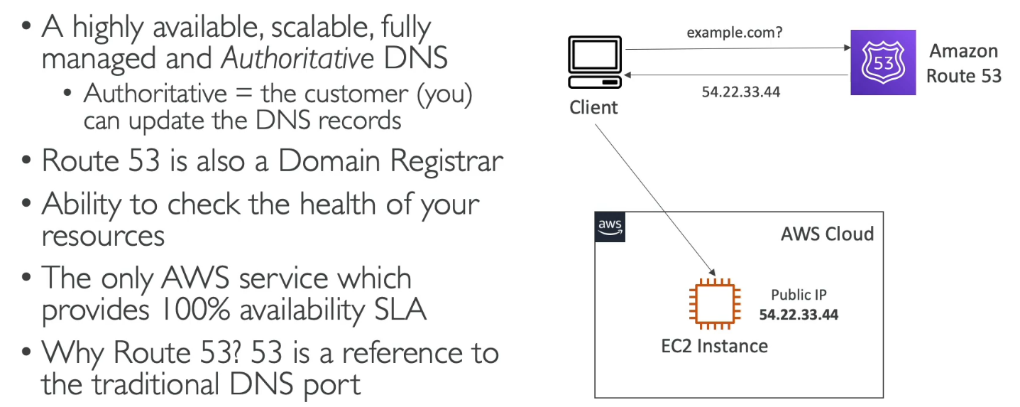 • A highly available, scalable, fully
managed and Authoritative DNS
• Authoritative = the customer (you)
can update the DNS records
• Route 53 is also a Domain Registrar
• Ability to check the health of your
resources
• The only AWS service which
provides 100% availability SLA
• Why Route 53? 53 is a reference to
the traditional DNS port
example.com?
54.22.33.44
Client
53
Amazon
Route 53
aws
AWS Cloud
Public IP
54.22.33.44
EC2 Instance